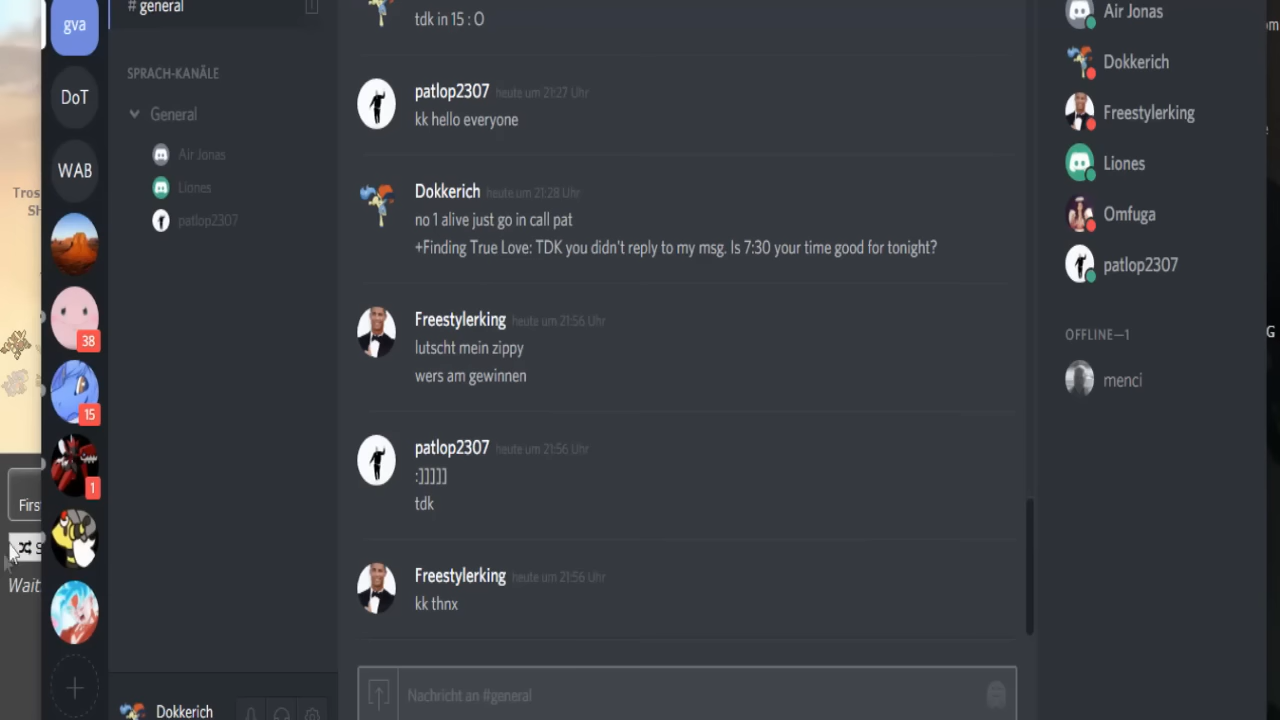 gva
DoT
WAB
38
15
1
# general
SPRACH-KANÄLE
General
Air Jonas
Liones
patlop2307
Dokkerich
tdk in 15 : O
patlop2307 heute um 21:27 Uhr
kk hello everyone
Dokkerich heute um 21:28 Uhr
no 1 alive just go in call pat
+Finding True Love: TDK you didn't reply to my msg. Is 7:30 your time good for tonight?
Freestylerking heute um 21:56 Uhr
lutscht mein zippy
wers am gewinnen
patlop2307 heute um 21:56 Uhr
:]]]]]
tdk
Freestylerking heute um 21:56 Uhr
kk thnx
Nachricht an #general
Air Jonas
Dokkerich
Freestylerking
Liones
Omfuga
patlop2307
OFFLINE—1
menci